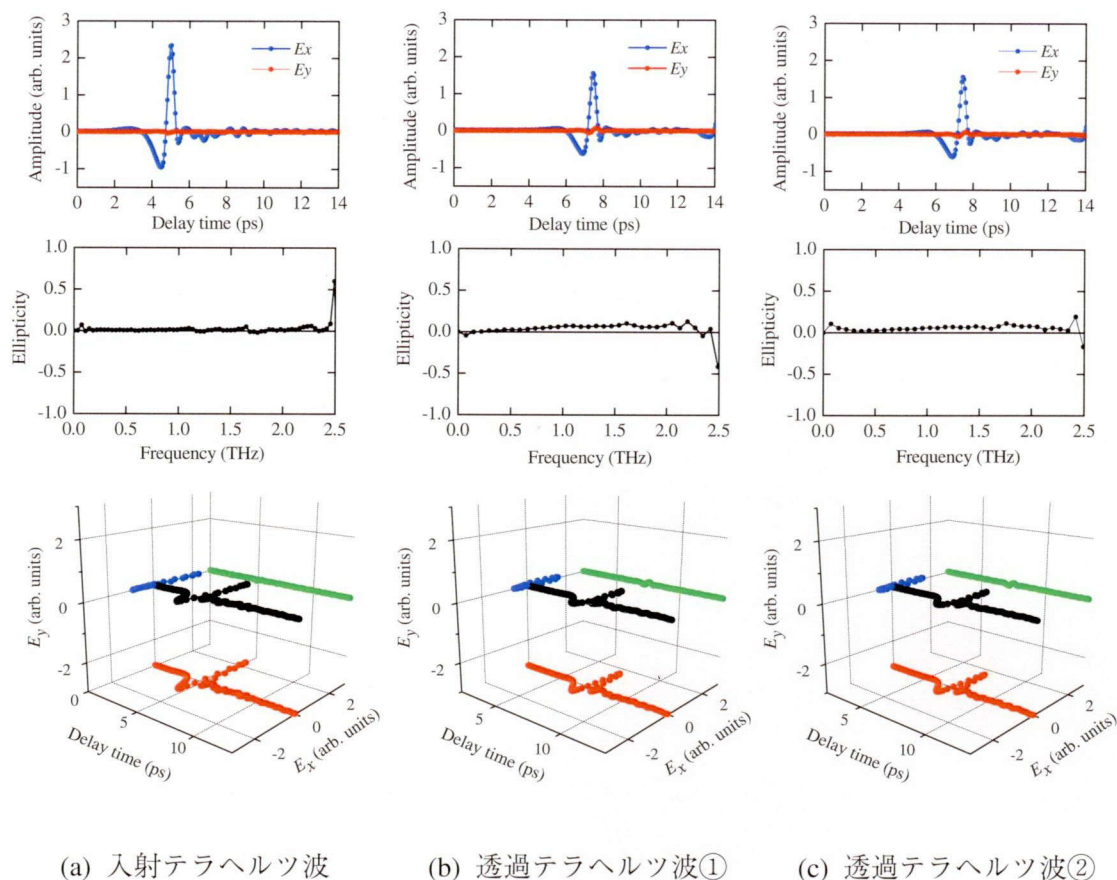 3
2
1
0
-1
Amplitude (arb. units)
Ex
Ey
0 2 4 6 8 10 12 14
Delay time (ps)
3
2
1
0
-1
Amplitude (arb. units)
Ex
Ey
0 2 4 6 8 10 12 14
Delay time (ps)
3
2
1
0
-1
Amplitude (arb. units)
Ex
Ey
0 2 4 6 8 10 12 14
Delay time (ps)
1.0
0.5
0.0
-0.5
-1.0
Ellipticity
0.0 0.5 1.0 1.5 2.0 2.5
Frequency (THz)
1.0
0.5
0.0
-0.5
-1.0
Ellipticity
0.0 0.5 1.0 1.5 2.0 2.5
Frequency (THz)
1.0
0.5
0.0
-0.5
-1.0
Ellipticity
0.0 0.5 1.0 1.5 2.0 2.5
Frequency (THz)
2
0
-2
Ey (arb. units)
0
5
10
Delay time (ps)
2
0
-2
Ex (arb. units)
2
0
-2
Ey (arb. units)
5
10
Delay time (ps)
2
0
-2
Ex (arb. units)
2
0
-2
Ey (arb. units)
5
10
Delay time (ps)
2
0
-2
Ex (arb. units)
(a) 入射テラヘルツ波
(b) 透過テラヘルツ波①
(c) 透過テラヘルツ波②